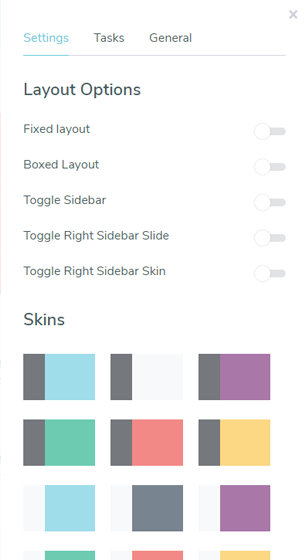 ×
Settings Tasks General
Layout Options
Fixed layout
Boxed Layout
Toggle Sidebar
Toggle Right Sidebar Slide
Toggle Right Sidebar Skin
Skins